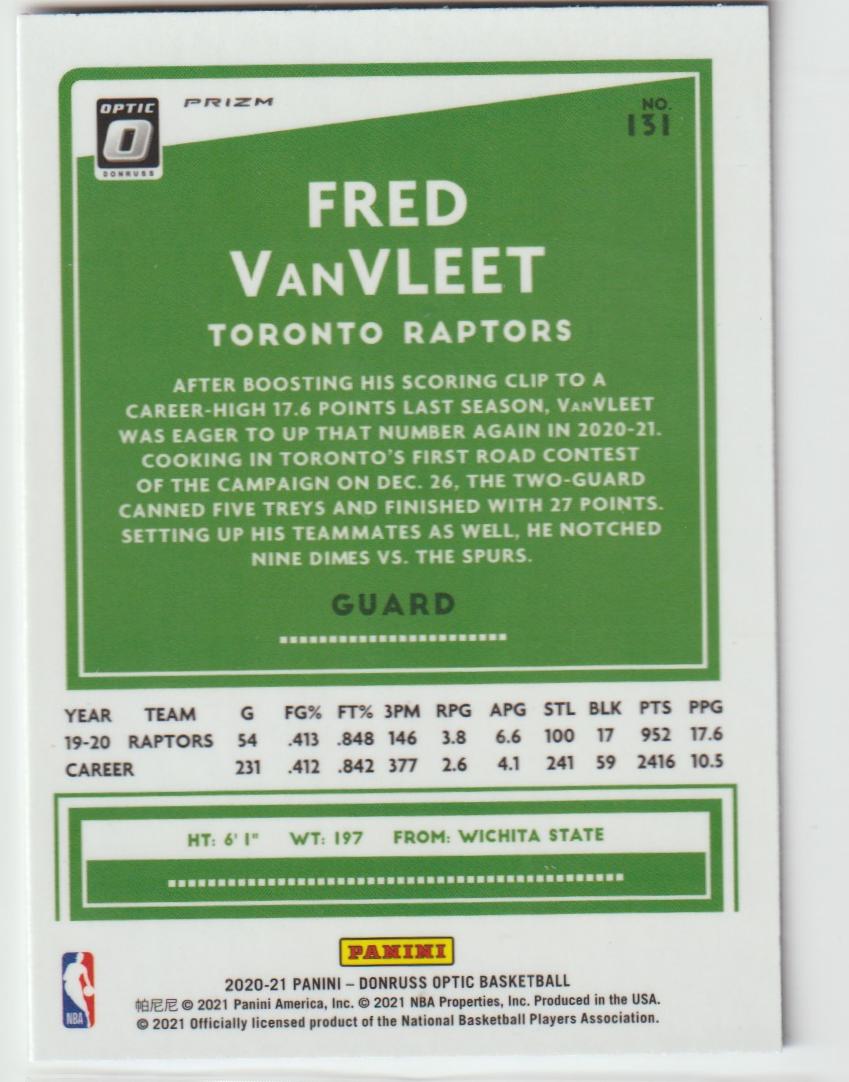 OPTIC
O
DONRUSS
PRIZM
NO.
131
FRED
VanVLEET
TORONTO RAPTORS
AFTER BOOSTING HIS SCORING CLIP TO A
CAREER-HIGH 17.6 POINTS LAST SEASON, VanVLEET
WAS EAGER TO UP THAT NUMBER AGAIN IN 2020-21.
COOKING IN TORONTO'S FIRST ROAD CONTEST
OF THE CAMPAIGN ON DEC. 26, THE TWO-GUARD
CANNED FIVE TREYS AND FINISHED WITH 27 POINTS.
SETTING UP HIS TEAMMATES AS WELL, HE NOTCHED
NINE DIMES VS. THE SPURS.
GUARD
YEAR TEAM G FG% FT% 3PM RPG APG STL BLK PTS PPG
19-20 RAPTORS 54 .413 .848 146 3.8 6.6 100 17 952 17.6
CAREER 231 .412 .842 377 2.6 4.1 241 59 2416 10.5
HT: 6' 1" WT: 197 FROM: WICHITA STATE
PANINI
NBA
2020-21 PANINI – DONRUSS OPTIC BASKETBALL
帕尼尼 © 2021 Panini America, Inc. © 2021 NBA Properties, Inc. Produced in the USA.
© 2021 Officially licensed product of the National Basketball Players Association.